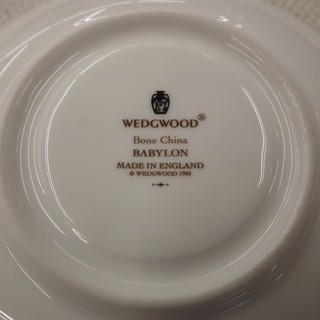 WEDGWOOD®
Bone China
BABYLON
MADE IN ENGLAND
© WEDGWOOD 1993